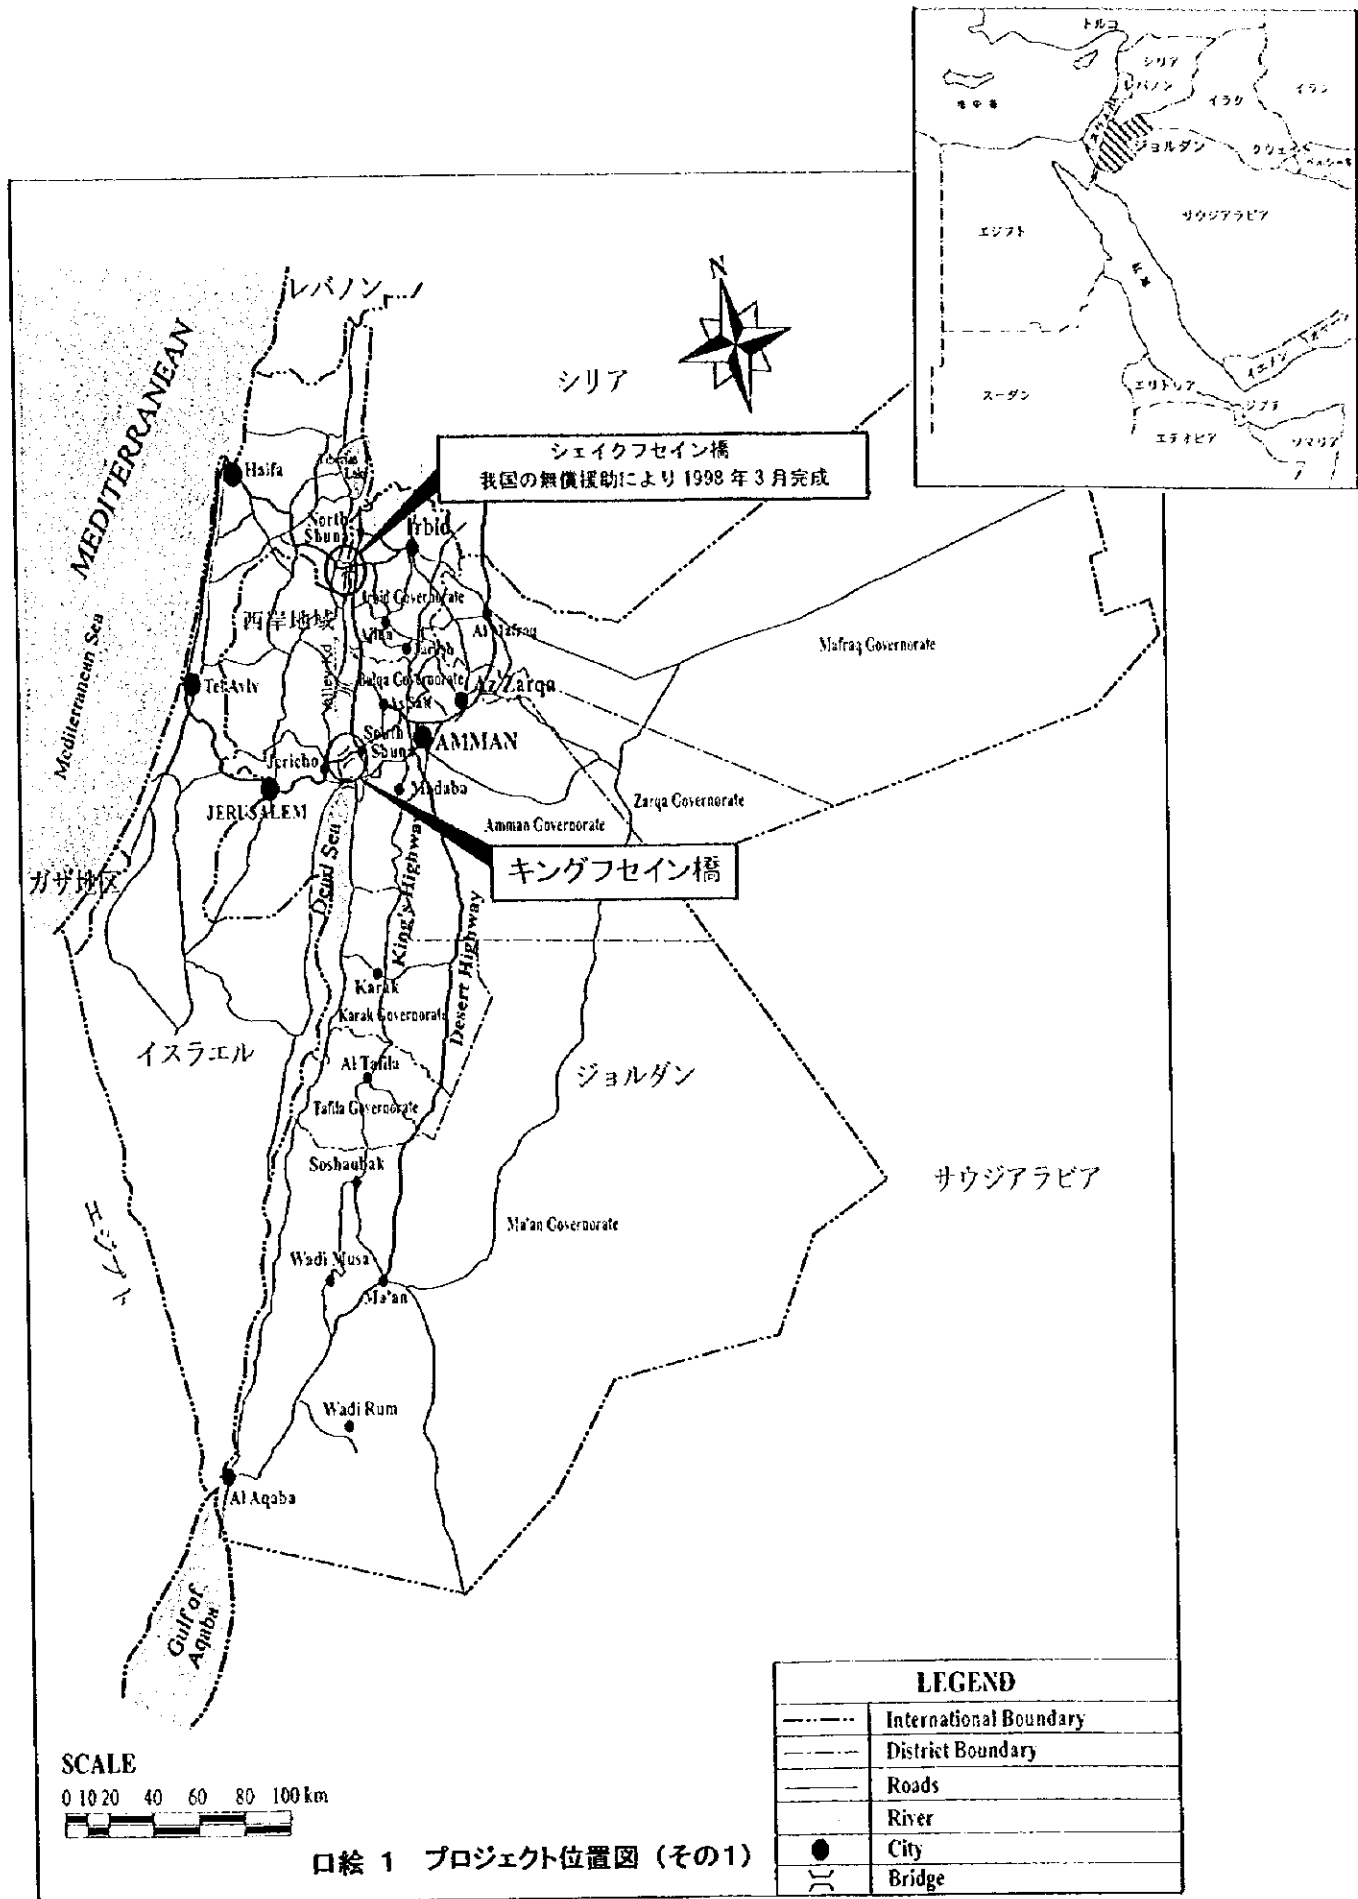 トルコ
シリア
レバノン
イラク
イラン
地中海
ジョルダン
サウジアラビア
エジプト
紅海
イエメン
スーダン
エリトリア
ジブチ
エティオピア
ソマリア
レバノン
N
シリア
MEDITERRANEAN
Mediterranean Sea
シェイクフセイン橋
我国の無償援助により 1998 年 3 月完成
Haifa
North
Shuna
Irbid
Irbid Governorate
西岸地域
Al Mafraq
Mafraq Governorate
Balqa Governorate
Tel Aviv
Az'Zarqa
As Salt
South
Shuna
AMMAN
Jericho
Madaba
JERUSALEM
Zarqa Governorate
Amman Governorate
キングフセイン橋
ガザ地区
Dead Sea
King's Highway
Desert Highway
Karak
Karak Governorate
イスラエル
Al Tafila
ジョルダン
Tafila Governorate
Soshaubak
サウジアラビア
エジプト
Ma'an Governorate
Wadi Musa
Ma'an
Wadi Rum
Al Aqaba
Gulf of
Aqaba
LEGEND
International Boundary
District Boundary
Roads
River
City
Bridge
SCALE
0 10 20 40 60 80 100 km
口絵 1 プロジェクト位置図（その1）